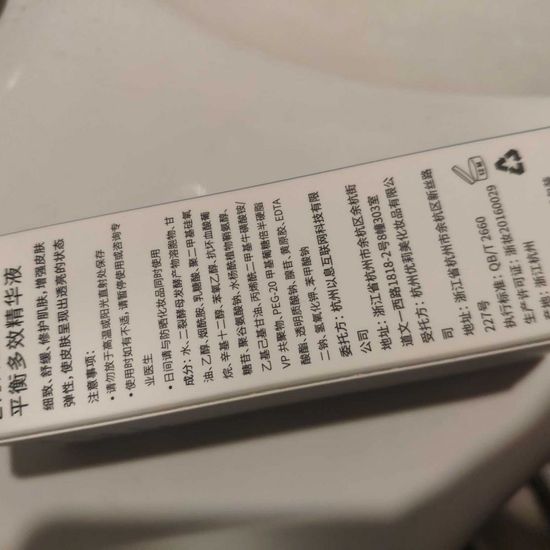 平衡多效精华液
细致、舒缓、修护肌肤，增强皮肤
弹性，使皮肤呈现出透亮的状态
注意事项：
• 请勿放于高温或阳光直射处保存
• 使用时如有不适，请暂停使用或咨询专
业医生
• 日间请与防晒化妆品同时使用
成分：水、二裂酵母发酵产物溶胞物、甘
油、乙醇、烟酰胺、乳糖酸、聚二甲基硅氧
烷、辛基十二醇、苯氧乙醇、抗坏血酸葡
糖苷、聚谷氨酸钠、水仙酰植物鞘氨醇、
乙基己基甘油、丙烯酰二甲基牛磺酸铵/
VP 共聚物、PEG-20 甲基葡糖倍半硬脂
酸酯、透明质酸钠、腺苷、黄原胶、EDTA
二钠、氢氧化钾、苯甲酸钠
委托方：杭州以息互联网科技有限
公司
地址：浙江省杭州市余杭区余杭街
道文一西路1818-2号8幢303室
受托方：杭州优莉美化妆品有限公
司
地址：浙江省杭州市余杭区新丝路
227号
执行标准：QB/T 2660
生产许可证：浙妆20160029
产地：浙江杭州